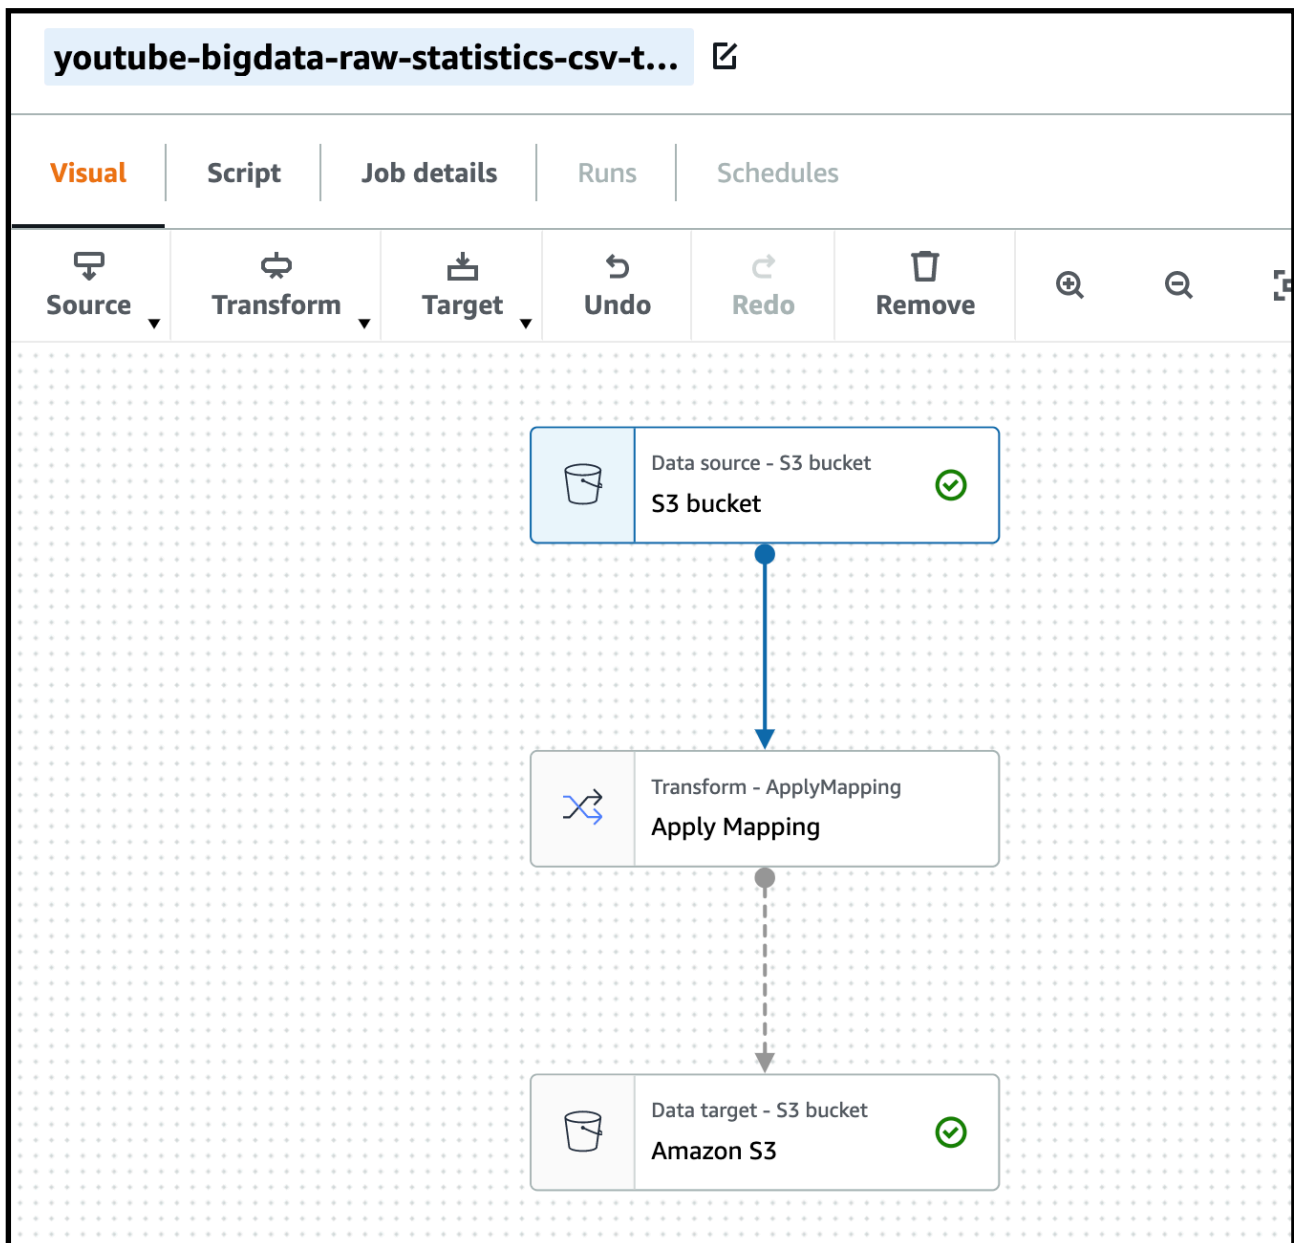 youtube-bigdata-raw-statistics-csv-t...
Visual
Script
Job details
Runs
Schedules
Source
Transform
Target
Undo
Redo
Remove
Data source - S3 bucket
S3 bucket
Transform - ApplyMapping
Apply Mapping
Data target - S3 bucket
Amazon S3